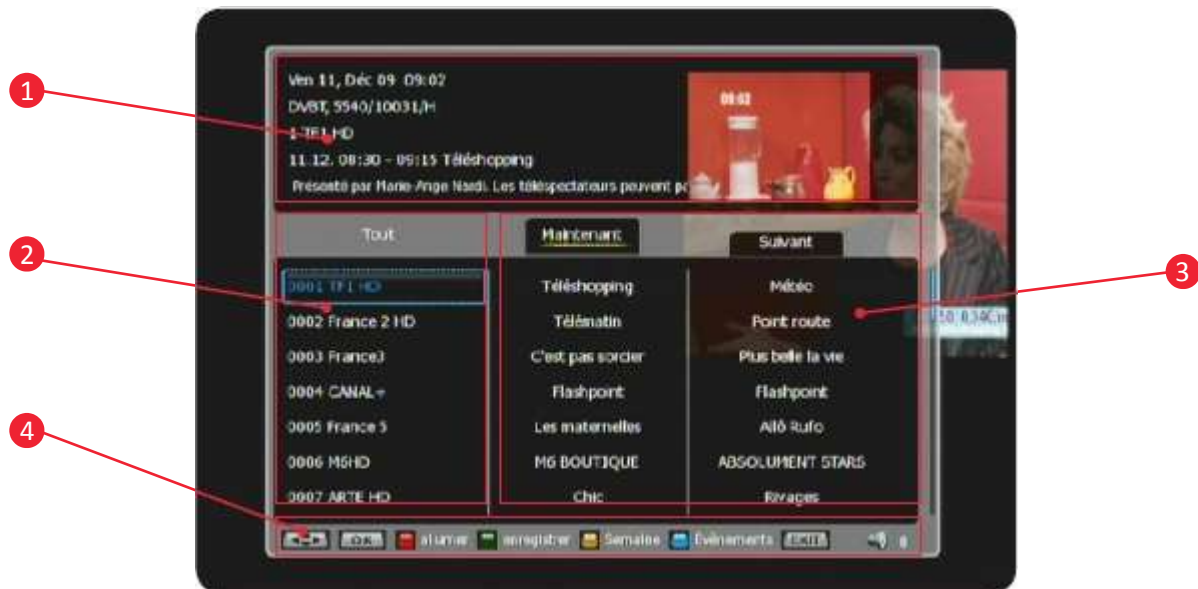 1
Ven 11, Déc 09 09:02
DVBT, 5540/10031/H
1 TF1 HD
11.12. 08:30 - 09:15 Téléshopping
Présenté par Marie-Ange Nardi. Les téléspectateurs peuvent po
09:02
2
Tout
Maintenant
Suivant
3
0001 TF1 HD
Téléshopping
Météo
0002 France 2 HD
Télématin
Point route
0003 France3
C'est pas sorcier
Plus belle la vie
0004 CANAL+
Flashpoint
Flashpoint
4
0005 France 5
Les maternelles
Allô Rufo
0006 M6HD
M6 BOUTIQUE
ABSOLUMENT STARS
0007 ARTE HD
Chic
Rivages
OK
allumer
enregistrer
Semaine
Evénements
EXIT